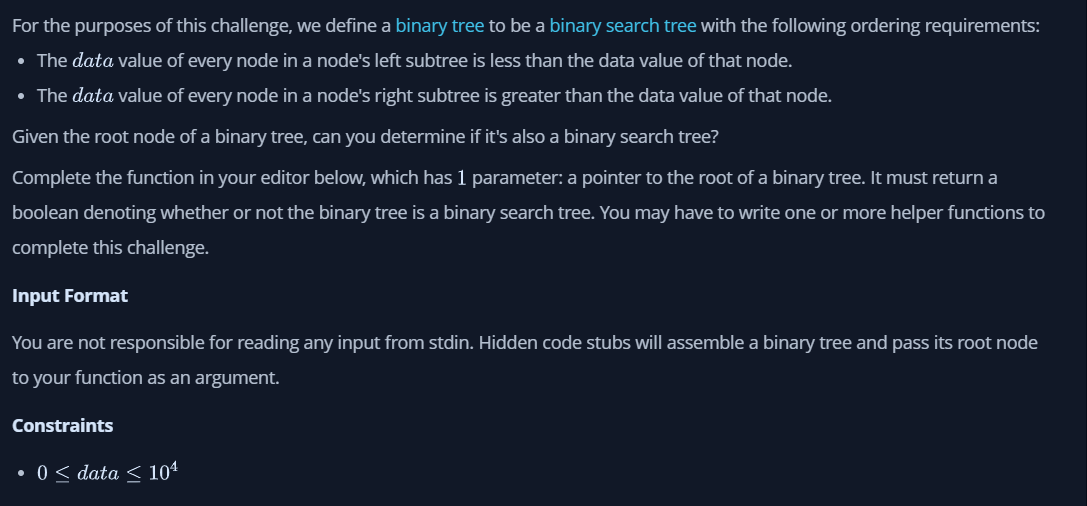 For the purposes of this challenge, we define a binary tree to be a binary search tree with the following ordering requirements:
• The data value of every node in a node's left subtree is less than the data value of that node.
• The data value of every node in a node's right subtree is greater than the data value of that node.
Given the root node of a binary tree, can you determine if it's also a binary search tree?
Complete the function in your editor below, which has 1 parameter: a pointer to the root of a binary tree. It must return a
boolean denoting whether or not the binary tree is a binary search tree. You may have to write one or more helper functions to
complete this challenge.
Input Format
You are not responsible for reading any input from stdin. Hidden code stubs will assemble a binary tree and pass its root node
to your function as an argument.
Constraints
• 0 ≤ data ≤ 10⁴